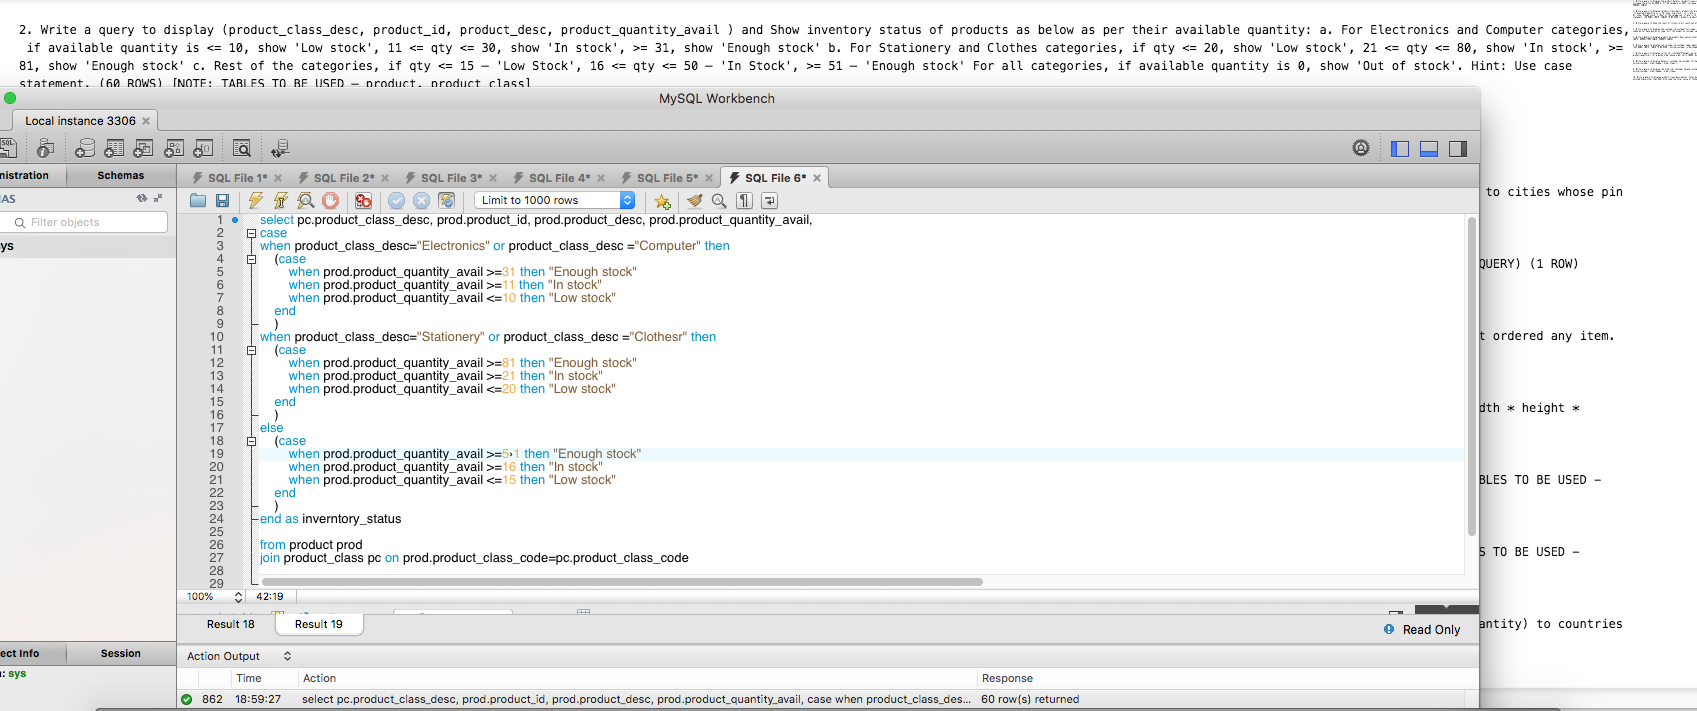 2. Write a query to display (product_class_desc, product_id, product_desc, product_quantity_avail ) and Show inventory status of products as below as per their available quantity: a. For Electronics and Computer categories,
if available quantity is <= 10, show 'Low stock', 11 <= qty <= 30, show 'In stock', >= 31, show 'Enough stock' b. For Stationery and Clothes categories, if qty <= 20, show 'Low stock', 21 <= qty <= 80, show 'In stock', >=
81, show 'Enough stock' c. Rest of the categories, if qty <= 15 – 'Low Stock', 16 <= qty <= 50 – 'In Stock', >= 51 – 'Enough stock' For all categories, if available quantity is 0, show 'Out of stock'. Hint: Use case
statement. (60 ROWS) [NOTE: TABLES TO BE USED – product, product_class]
MySQL Workbench
Local instance 3306
nistration Schemas
AS
Filter objects
sys
SQL File 1* SQL File 2* SQL File 3* SQL File 4* SQL File 5* SQL File 6*
Limit to 1000 rows
1 select pc.product_class_desc, prod.product_id, prod.product_desc, prod.product_quantity_avail,
2 case
3 when product_class_desc="Electronics" or product_class_desc ="Computer" then
4 (case
5 when prod.product_quantity_avail >=31 then "Enough stock"
6 when prod.product_quantity_avail >=11 then "In stock"
7 when prod.product_quantity_avail <=10 then "Low stock"
8 end
9 )
10 when product_class_desc="Stationery" or product_class_desc ="Clothesr" then
11 (case
12 when prod.product_quantity_avail >=81 then "Enough stock"
13 when prod.product_quantity_avail >=21 then "In stock"
14 when prod.product_quantity_avail <=20 then "Low stock"
15 end
16 )
17 else
18 (case
19 when prod.product_quantity_avail >=51 then "Enough stock"
20 when prod.product_quantity_avail >=16 then "In stock"
21 when prod.product_quantity_avail <=15 then "Low stock"
22 end
23 )
24 end as inverntory_status
25
26 from product prod
27 join product_class pc on prod.product_class_code=pc.product_class_code
28
29
100% 42:19
Result 18 Result 19
Read Only
ect Info Session
: sys
Action Output
Time Action Response
862 18:59:27 select pc.product_class_desc, prod.product_id, prod.product_desc, prod.product_quantity_avail, case when product_class_des... 60 row(s) returned
to cities whose pin
QUERY) (1 ROW)
t ordered any item.
dth * height *
BLES TO BE USED –
S TO BE USED –
antity) to countries